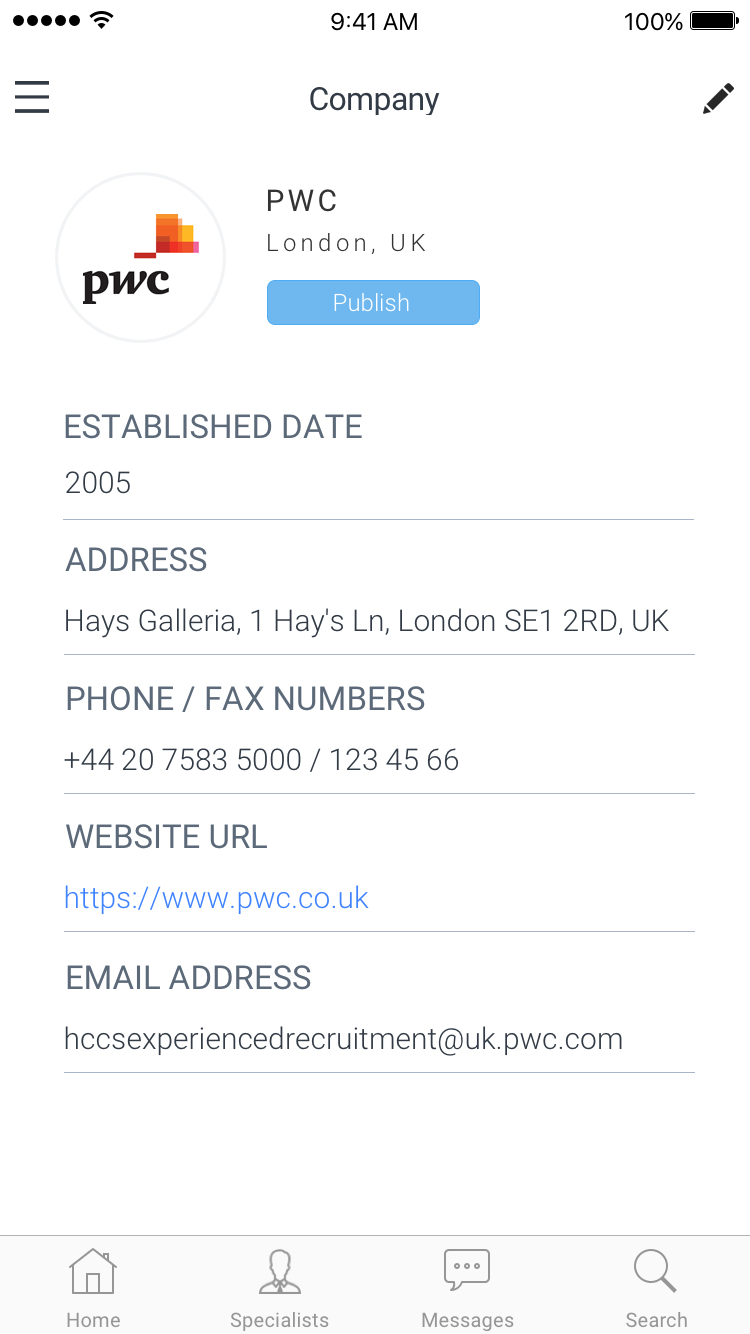 9:41 AM 100%
Company
pwc
PWC
London, UK
Publish
ESTABLISHED DATE
2005
ADDRESS
Hays Galleria, 1 Hay's Ln, London SE1 2RD, UK
PHONE / FAX NUMBERS
+44 20 7583 5000 / 123 45 66
WEBSITE URL
https://www.pwc.co.uk
EMAIL ADDRESS
hccsexperiencedrecruitment@uk.pwc.com
Home Specialists Messages Search